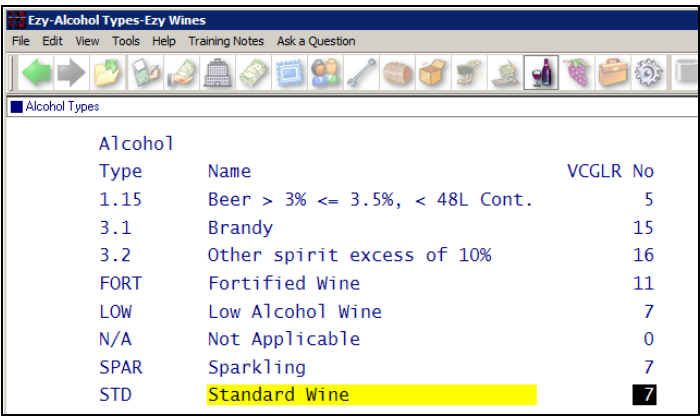 Ezy-Alcohol Types-Ezy Wines
File Edit View Tools Help Training Notes Ask a Question
Alcohol Types
Alcohol
Type Name VCGLR No
1.15 Beer > 3% <= 3.5%, < 48L Cont. 5
3.1 Brandy 15
3.2 Other spirit excess of 10% 16
FORT Fortified Wine 11
LOW Low Alcohol Wine 7
N/A Not Applicable 0
SPAR Sparkling 7
STD Standard Wine 7